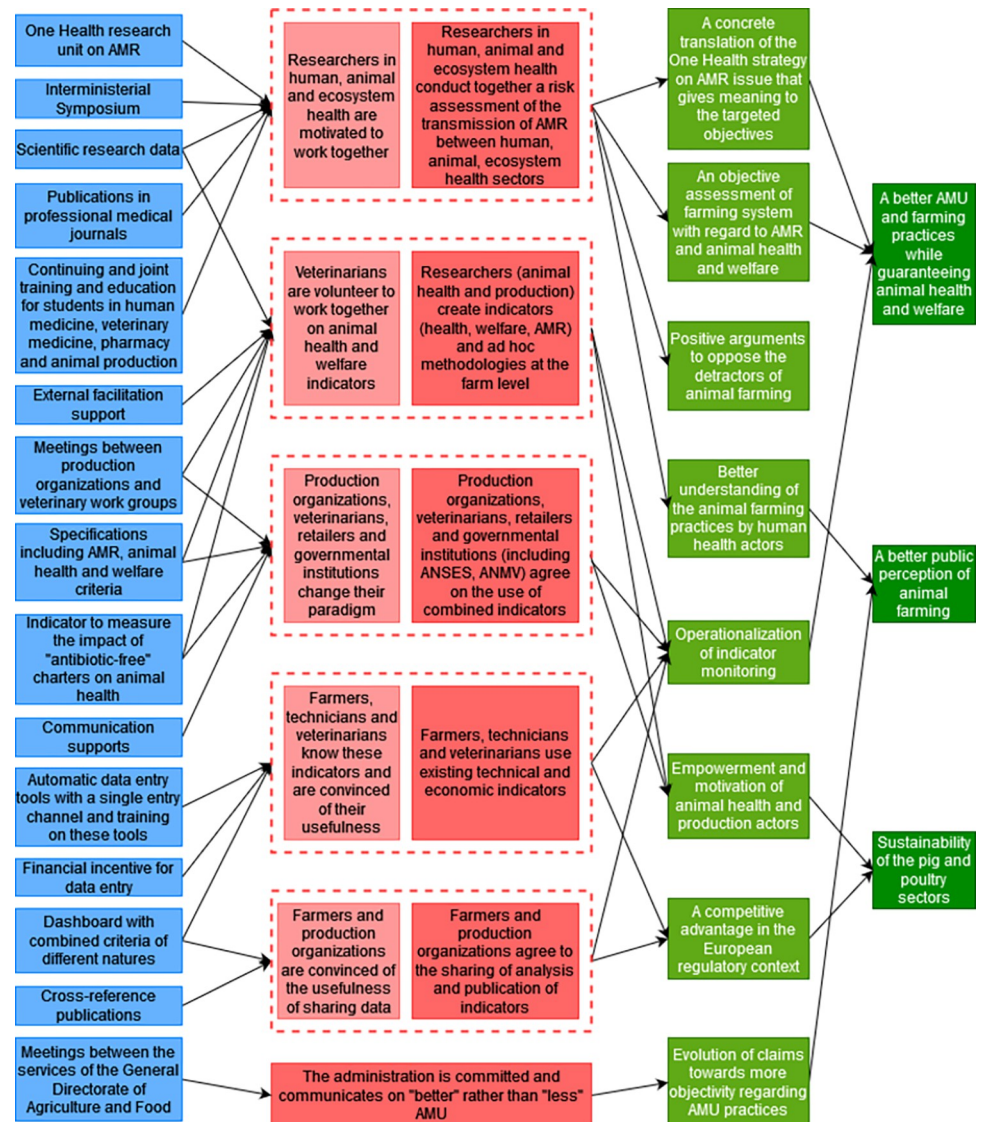 One Health research
unit on AMR
Interministerial
Symposium
Scientific research data
Publications in
professional medical
journals
Continuing and joint
training and education
for students in human
medicine, veterinary
medicine, pharmacy
and animal production
External facilitation
support
Meetings between
production
organizations and
veterinary work groups
Specifications
including AMR, animal
health and welfare
criteria
Indicator to measure
the impact of
"antibiotic-free"
charters on animal
health
Communication
supports
Automatic data entry
tools with a single entry
channel and training
on these tools
Financial incentive for
data entry
Dashboard with
combined criteria of
different natures
Cross-reference
publications
Meetings between the
services of the General
Directorate of
Agriculture and Food
Researchers in
human, animal
and ecosystem
health are
motivated to
work together
Researchers in
human, animal and
ecosystem health
conduct together a risk
assessment of the
transmission of AMR
between human,
animal, ecosystem
health sectors
Veterinarians
are volunteer to
work together
on animal
health and
welfare
indicators
Researchers (animal
health and production)
create indicators
(health, welfare, AMR)
and ad hoc
methodologies at the
farm level
Production
organizations,
veterinarians,
retailers and
governmental
institutions
change their
paradigm
Production
organizations,
veterinarians, retailers
and governmental
institutions (including
ANSES, ANMV) agree
on the use of
combined indicators
Farmers,
technicians and
veterinarians
know these
indicators and
are convinced
of their
usefulness
Farmers, technicians
and veterinarians use
existing technical and
economic indicators
Farmers and
production
organizations
are convinced of
the usefulness
of sharing data
Farmers and
production
organizations agree to
the sharing of analysis
and publication of
indicators
The administration is committed and
communicates on "better" rather than "less"
AMU
A concrete
translation of the
One Health strategy
on AMR issue that
gives meaning to
the targeted
objectives
An objective
assessment of
farming system
with regard to AMR
and animal health
and welfare
Positive arguments
to oppose the
detractors of
animal farming
Better
understanding of
the animal farming
practices by human
health actors
Operationalization
of indicator
monitoring
Empowerment and
motivation of
animal health and
production actors
A competitive
advantage in the
European
regulatory context
Evolution of claims
towards more
objectivity regarding
AMU practices
A better AMU
and farming
practices
while
guaranteeing
animal health
and welfare
A better public
perception of
animal
farming
Sustainability
of the pig and
poultry
sectors